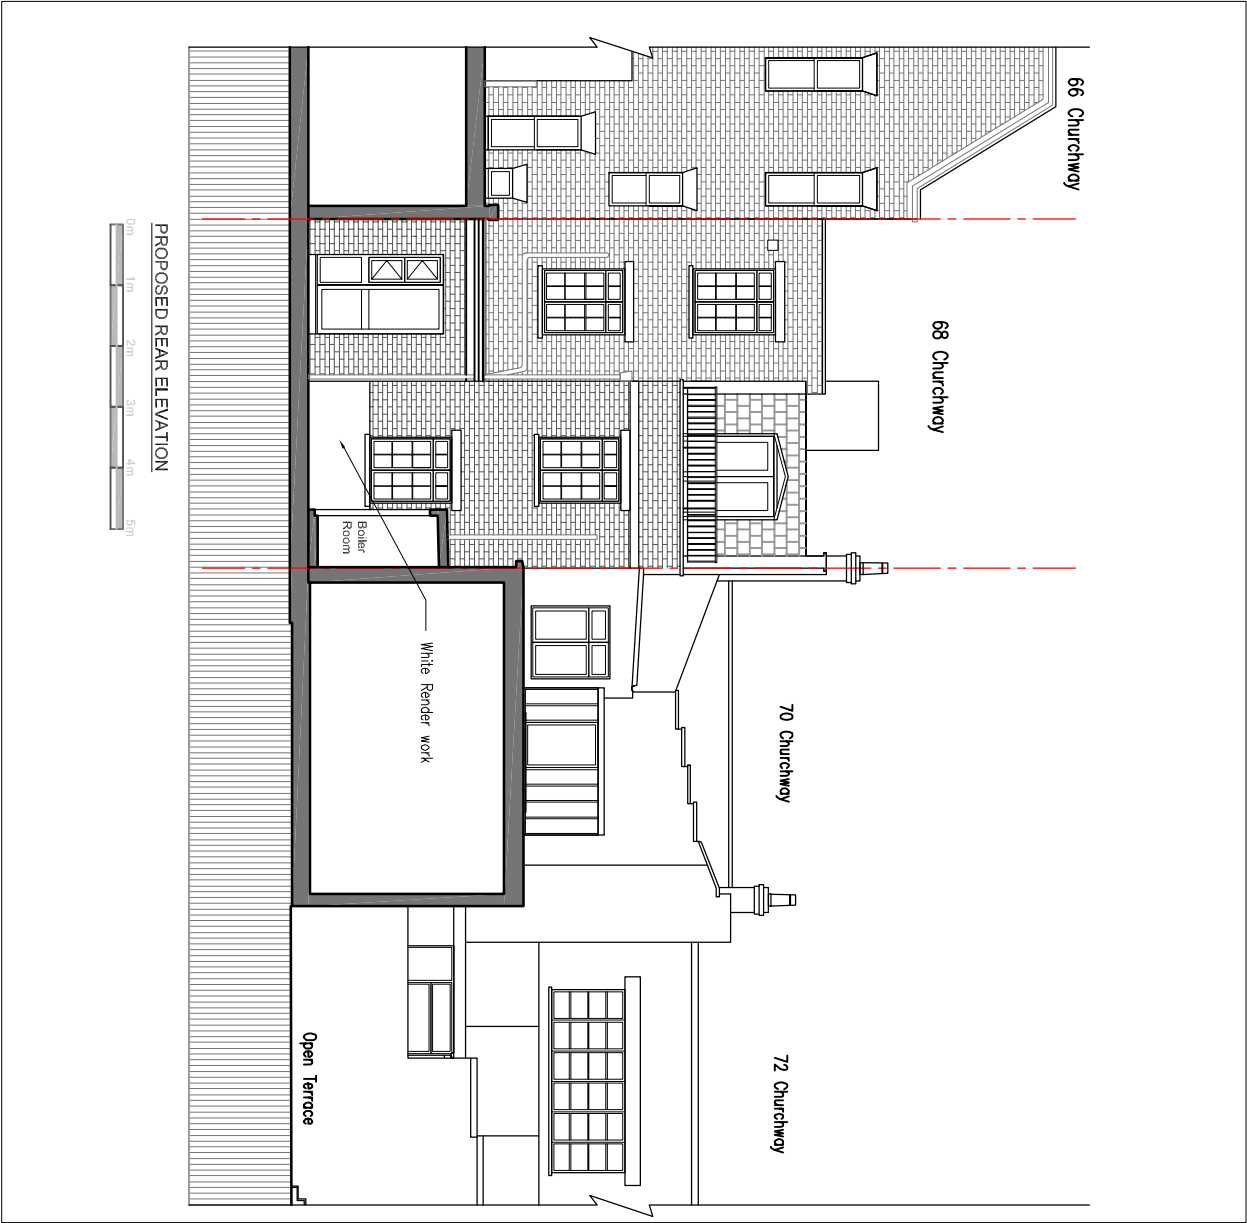 66 Churchway
68 Churchway
70 Churchway
72 Churchway
Boiler
Room
White Render work
Open Terrace
PROPOSED REAR ELEVATION
0m 1m 2m 3m 4m 5m